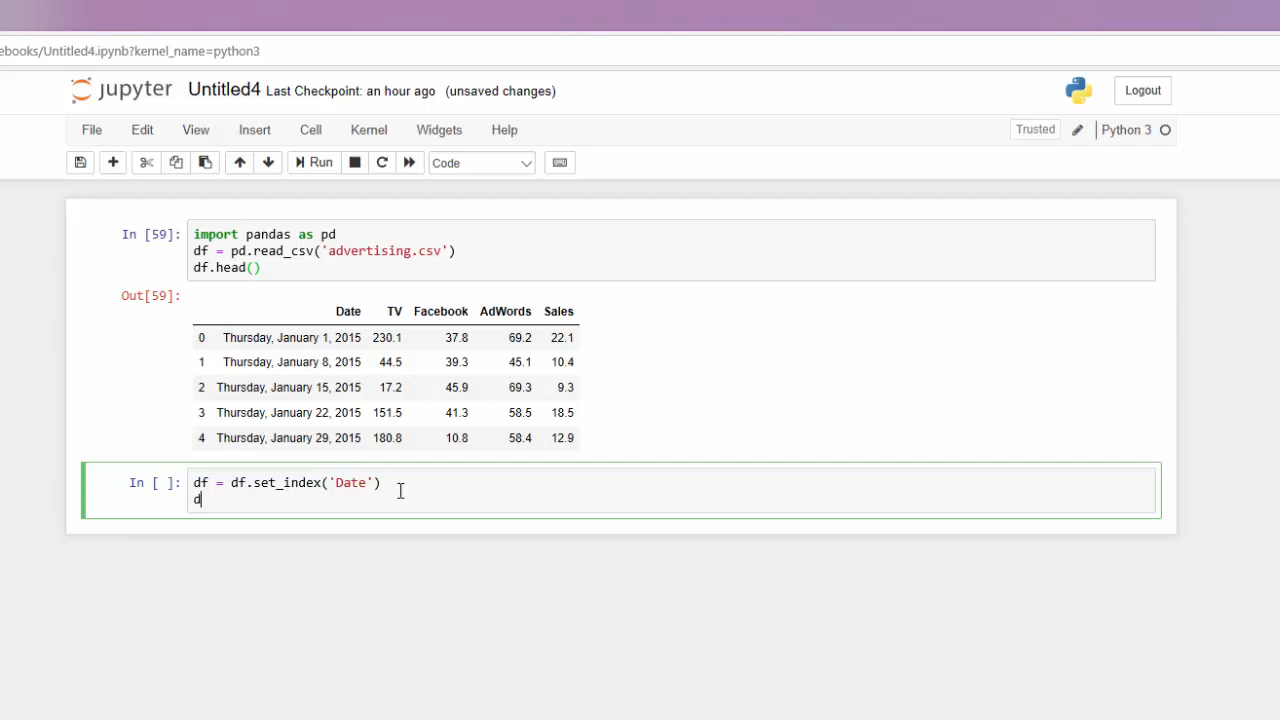 ebooks/Untitled4.ipynb?kernel_name=python3
jupyter Untitled4 Last Checkpoint: an hour ago (unsaved changes) Logout
File Edit View Insert Cell Kernel Widgets Help Trusted Python 3
Run Code
In [59]: import pandas as pd
df = pd.read_csv('advertising.csv')
df.head()
Out[59]:
Date TV Facebook AdWords Sales
0 Thursday, January 1, 2015 230.1 37.8 69.2 22.1
1 Thursday, January 8, 2015 44.5 39.3 45.1 10.4
2 Thursday, January 15, 2015 17.2 45.9 69.3 9.3
3 Thursday, January 22, 2015 151.5 41.3 58.5 18.5
4 Thursday, January 29, 2015 180.8 10.8 58.4 12.9
In [ ]: df = df.set_index('Date')
d